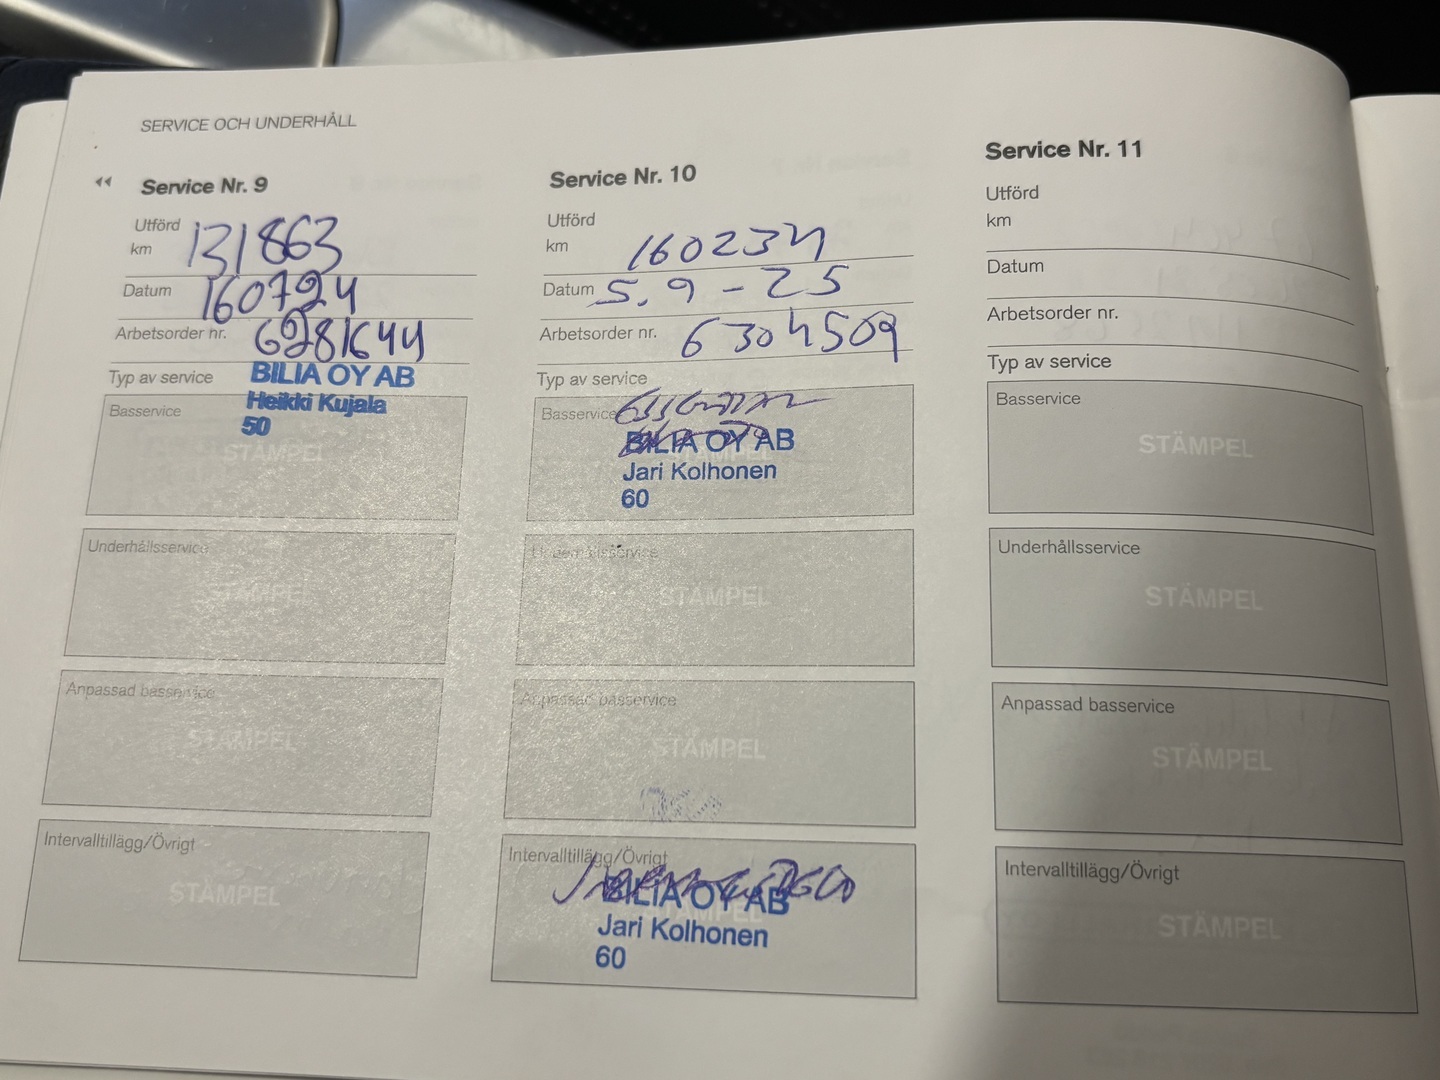 SERVICE OCH UNDERHÅLL
Service Nr. 9
Utförd
km 131863
Datum 160724
Arbetsorder nr. 6281644
Typ av service
BILIA OY AB
Heikki Kujala
50
Basservice
STÄMPEL
Underhållsservice
STÄMPEL
Anpassad basservice
STÄMPEL
Intervalltillägg/Övrigt
STÄMPEL
Service Nr. 10
Utförd
km 160234
Datum 5.9-25
Arbetsorder nr. 6304509
Typ av service
Basservice
BILIA OY AB
Jari Kolhonen
60
Underhållsservice
STÄMPEL
Anpassad basservice
STÄMPEL
Intervalltillägg/Övrigt
BILIA OY AB
STÄMPEL
Jari Kolhonen
60
Service Nr. 11
Utförd
km
Datum
Arbetsorder nr.
Typ av service
Basservice
STÄMPEL
Underhållsservice
STÄMPEL
Anpassad basservice
STÄMPEL
Intervalltillägg/Övrigt
STÄMPEL